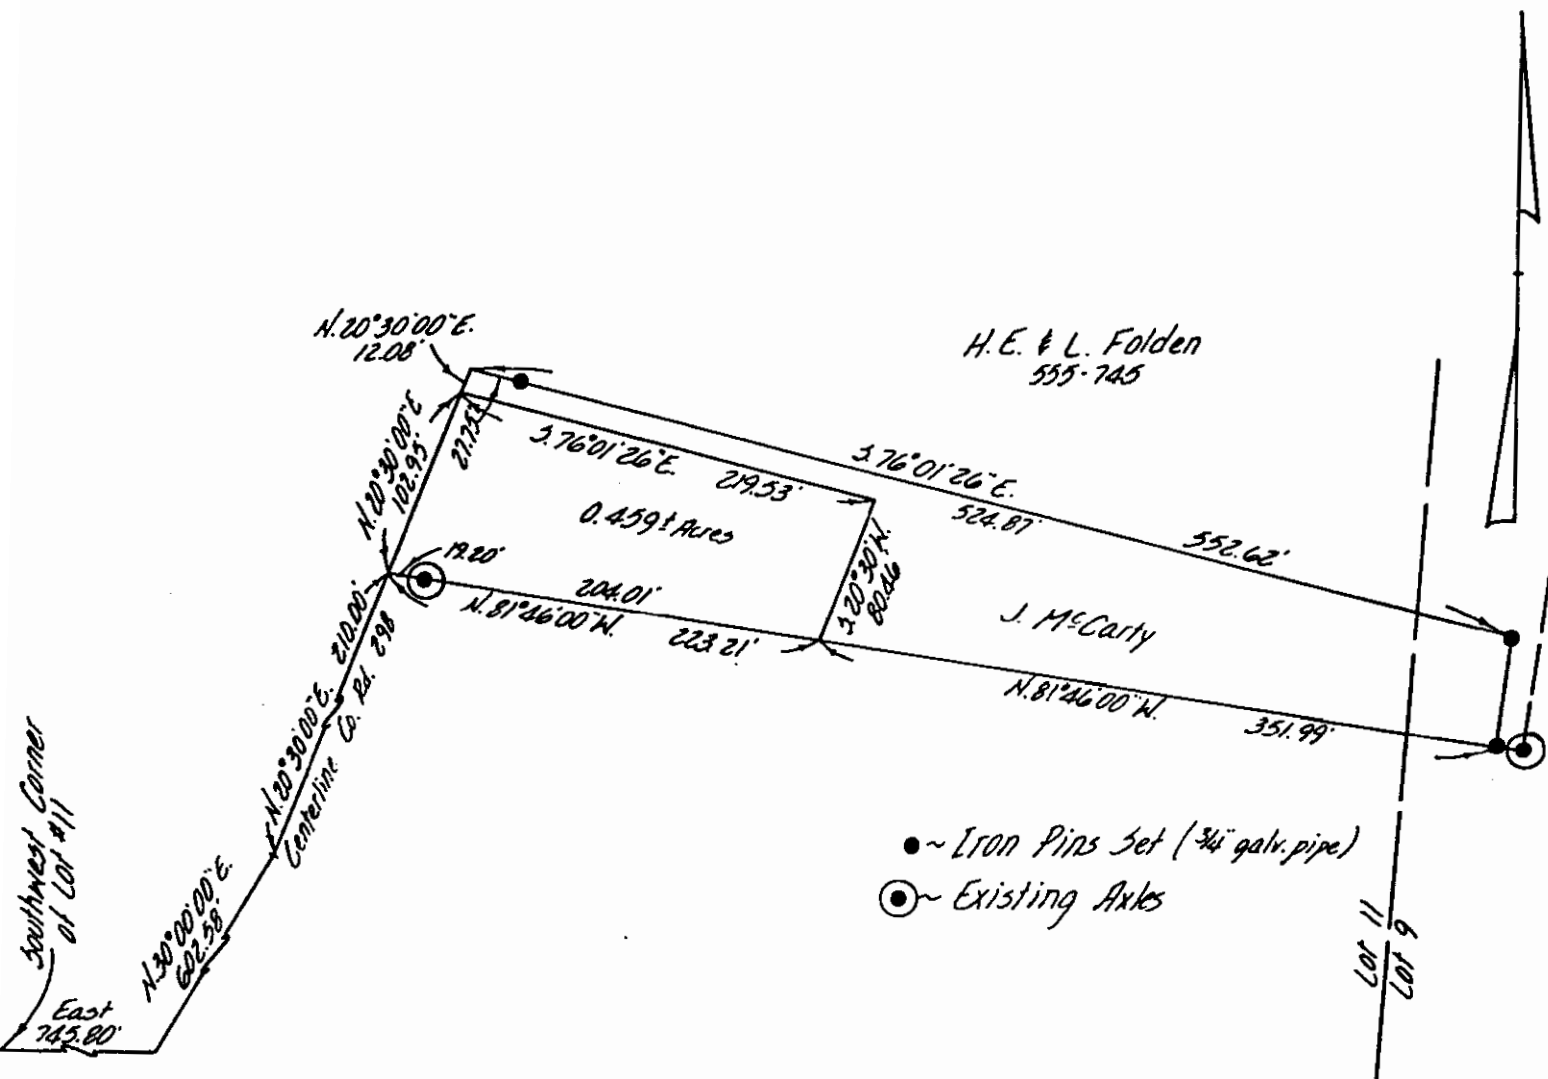 N.20°30'00"E.
12.08'
H.E. & L. Folden
555-745
N.20°30'00"E
102.95'
27.75'
S.76°01'26"E.
219.53'
S.76°01'26"E.
524.87'
552.62'
0.459± Acres
19.20'
204.01'
N.81°46'00"W.
223.21'
S.20°30'W.
80.46'
J. McCarty
N.81°46'00"W.
351.99'
N.20°30'00"E. 210.00'
Centerline Co. Rd. 298
Southwest Corner
of Lot #11
N.30°00'00"E.
602.58'
East
745.80'
~ Iron Pins Set (3/4" galv. pipe)
~ Existing Axles
Lot 11
Lot 9